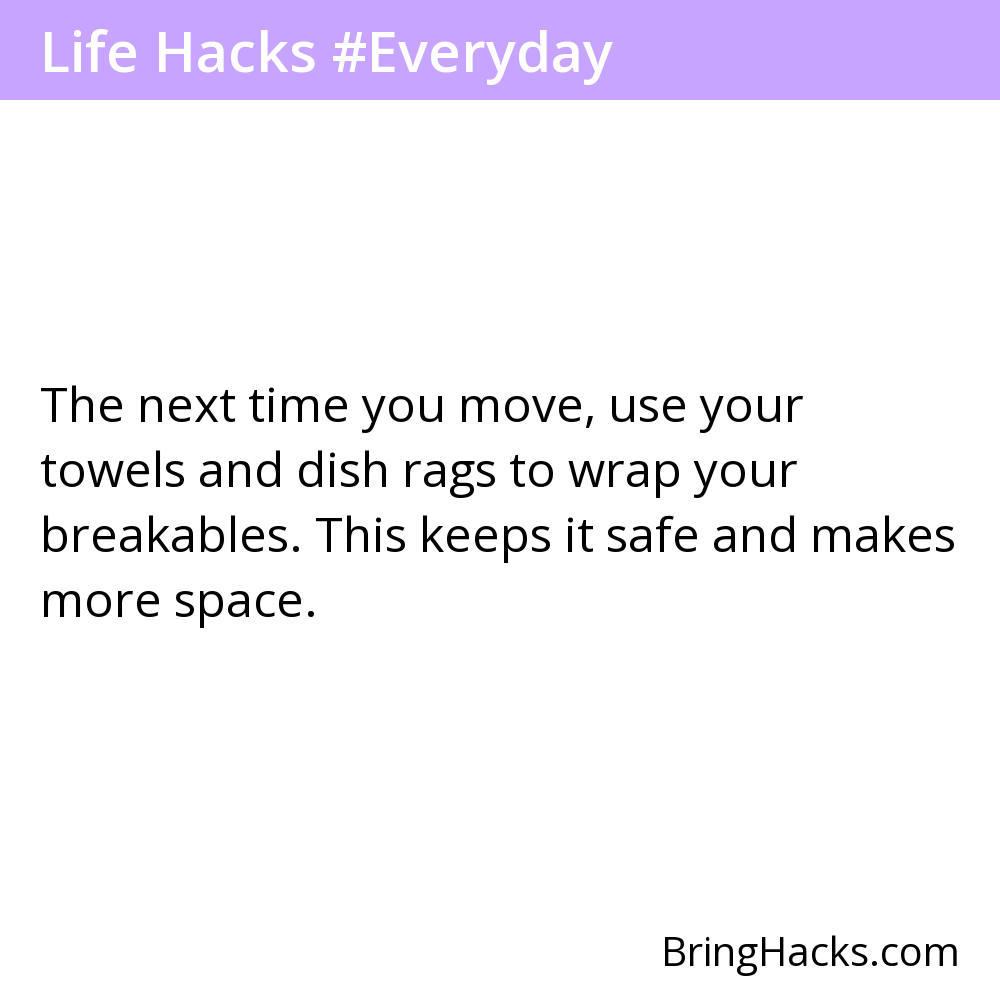 Life Hacks #Everyday
The next time you move, use your
towels and dish rags to wrap your
breakables. This keeps it safe and makes
more space.
BringHacks.com